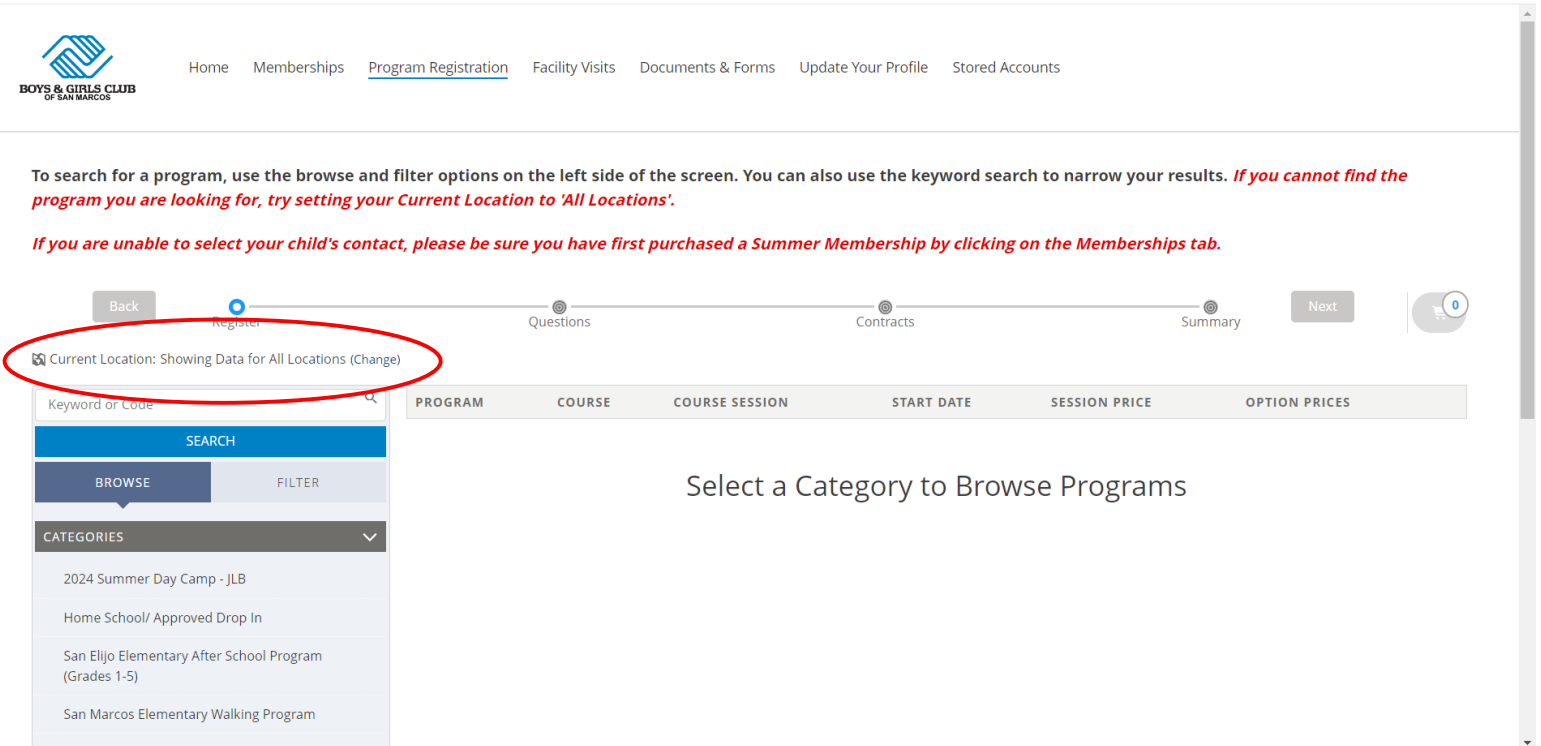 BOYS & GIRLS CLUB
OF SAN MARCOS
Home Memberships Program Registration Facility Visits Documents & Forms Update Your Profile Stored Accounts
To search for a program, use the browse and filter options on the left side of the screen. You can also use the keyword search to narrow your results. If you cannot find the
program you are looking for, try setting your Current Location to 'All Locations'.
If you are unable to select your child's contact, please be sure you have first purchased a Summer Membership by clicking on the Memberships tab.
Back Register Questions Contracts Summary Next 0
Current Location: Showing Data for All Locations (Change)
Keyword or Code
PROGRAM COURSE COURSE SESSION START DATE SESSION PRICE OPTION PRICES
SEARCH
BROWSE FILTER
Select a Category to Browse Programs
CATEGORIES
2024 Summer Day Camp - JLB
Home School/ Approved Drop In
San Elijo Elementary After School Program
(Grades 1-5)
San Marcos Elementary Walking Program